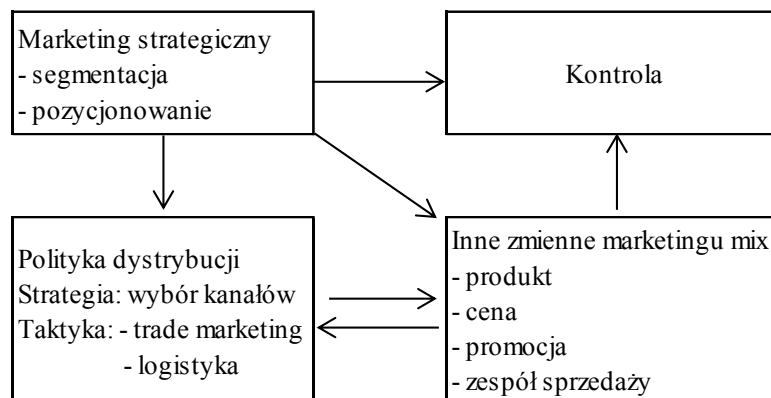 Marketing strategiczny
- segmentacja
- pozycjonowanie
Kontrola
Polityka dystrybucji
Strategia: wybór kanałów
Taktyka: - trade marketing
- logistyka
Inne zmienne marketingu mix
- produkt
- cena
- promocja
- zespół sprzedaży